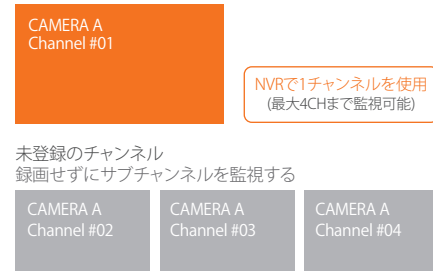 CAMERA A
Channel #01
NVRで1チャンネルを使用
(最大4CHまで監視可能)
未登録のチャンネル
録画せずにサブチャンネルを監視する
CAMERA A
Channel #02
CAMERA A
Channel #03
CAMERA A
Channel #04